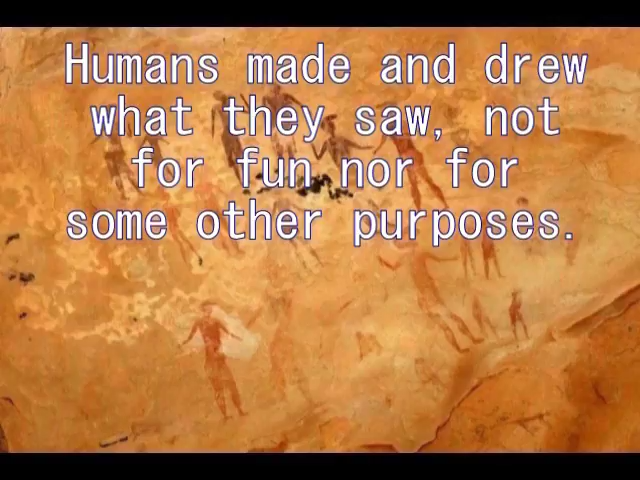 Humans made and drew
what they saw, not
for fun nor for
some other purposes.